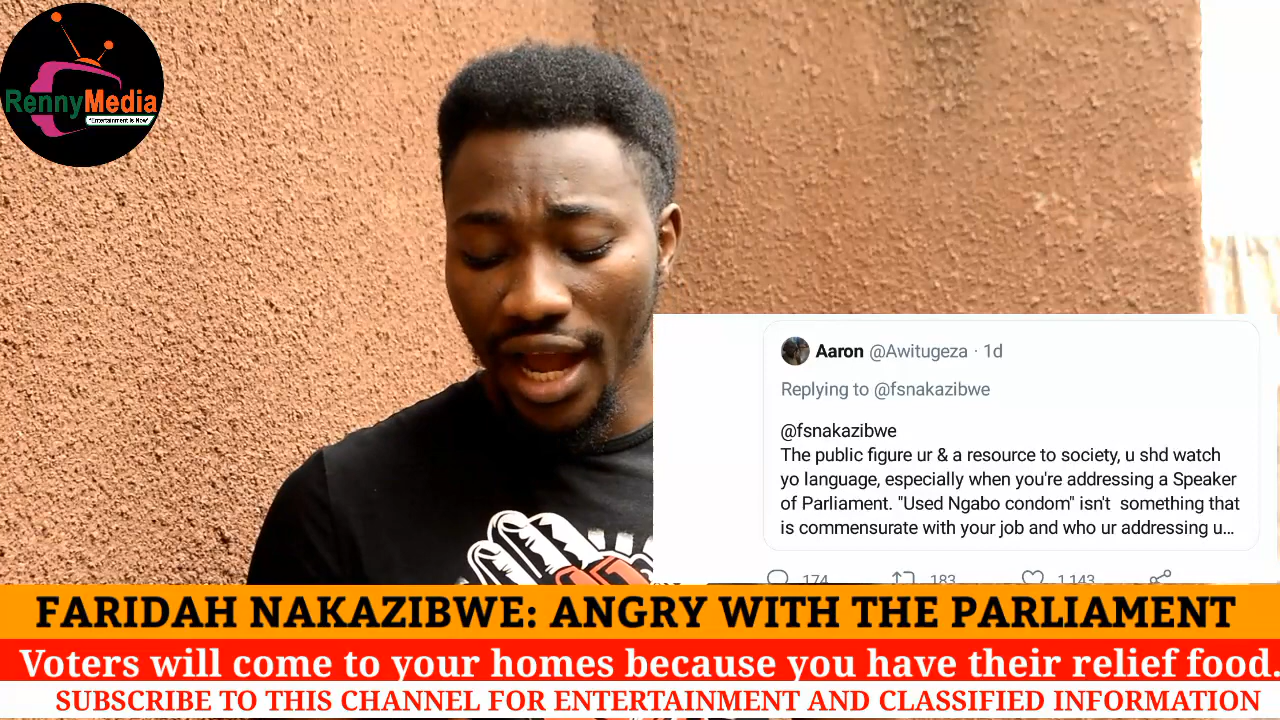 RennyMedia
"Entertainment is Now"
Aaron @Awitugeza · 1d
Replying to @fsnakazibwe
@fsnakazibwe
The public figure ur & a resource to society, u shd watch
yo language, especially when you're addressing a Speaker
of Parliament. "Used Ngabo condom" isn't something that
is commensurate with your job and who ur addressing u...
174 183 1,143
FARIDAH NAKAZIBWE: ANGRY WITH THE PARLIAMENT
Voters will come to your homes because you have their relief food.
SUBSCRIBE TO THIS CHANNEL FOR ENTERTAINMENT AND CLASSIFIED INFORMATION